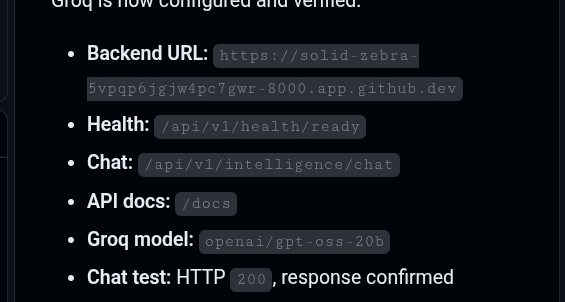 Groq is now configured and verified.
Backend URL: https://solid-zebra-
5vpqp6jgjw4pc7gwr-8000.app.github.dev
Health: /api/v1/health/ready
Chat: /api/v1/intelligence/chat
API docs: /docs
Groq model: openai/gpt-oss-20b
Chat test: HTTP 200, response confirmed